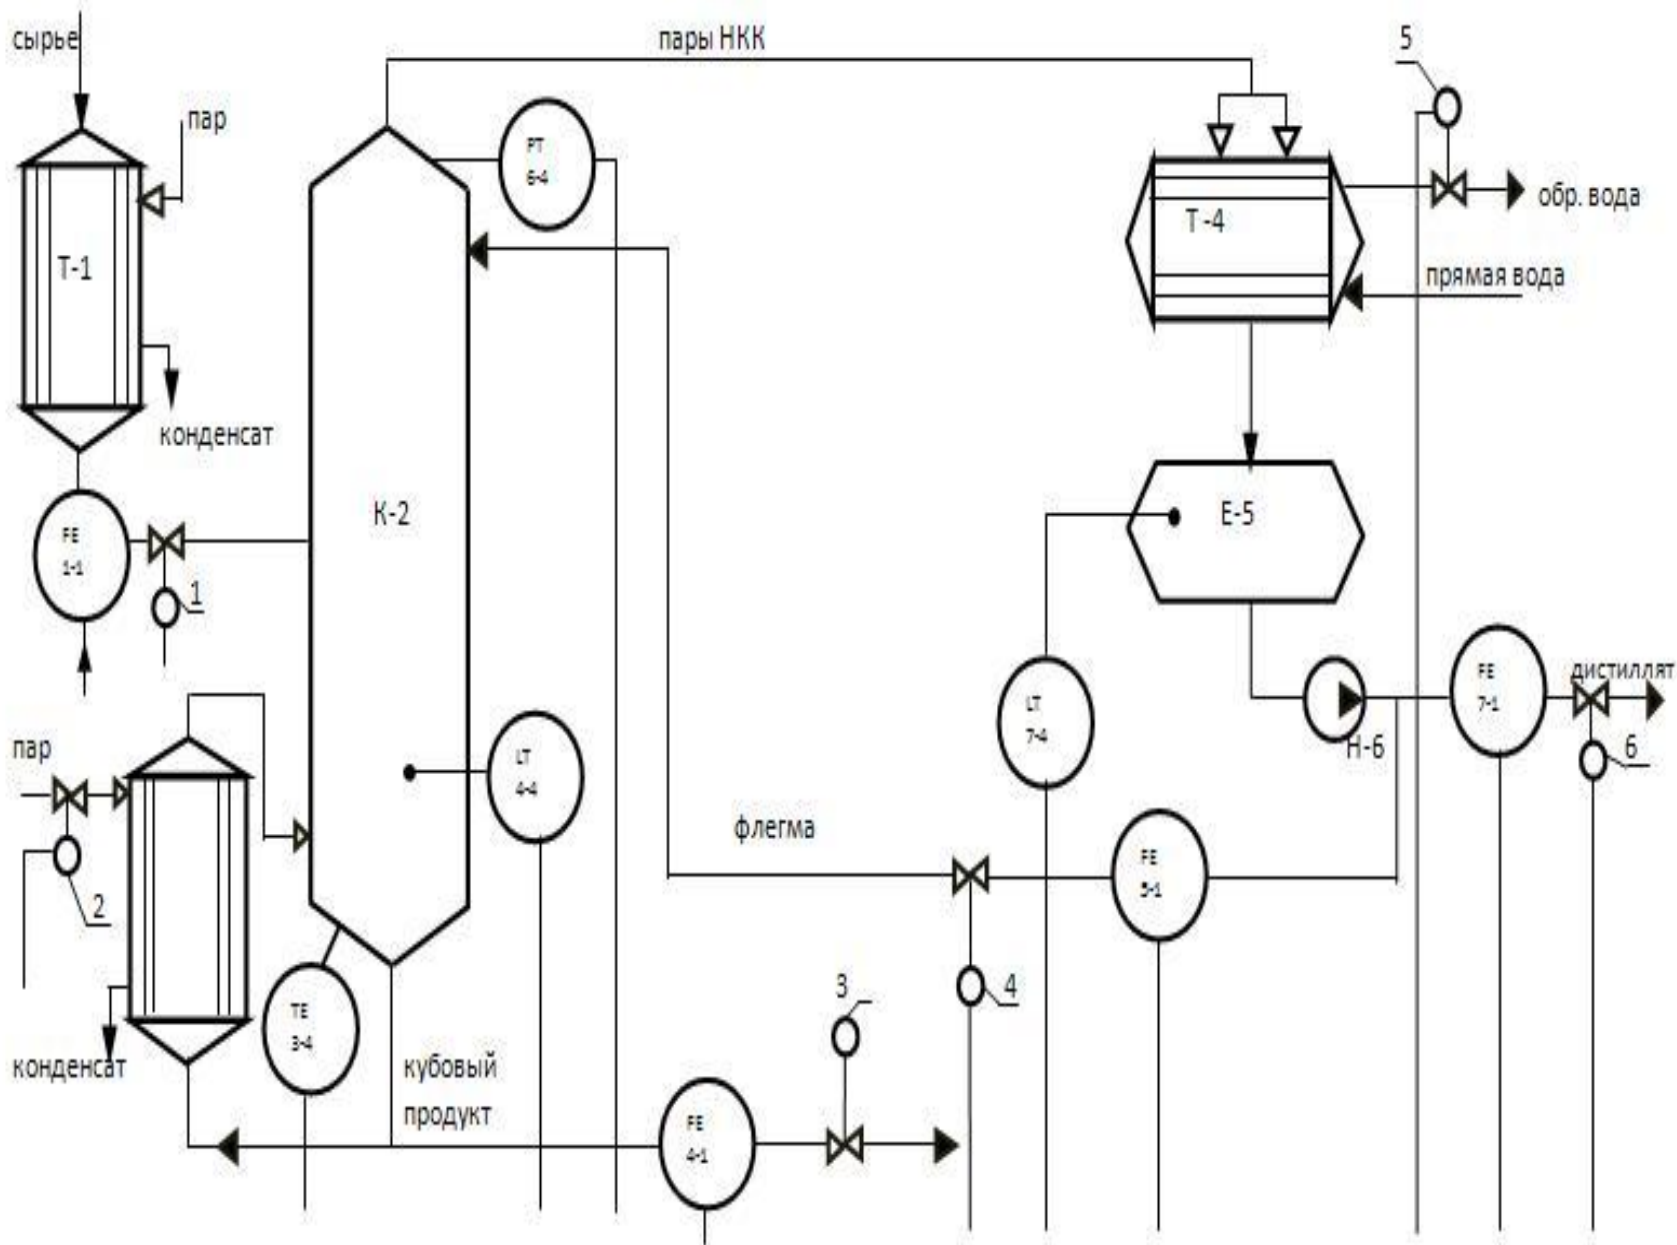 сырье
пары НКК
5
пар
PT
6-4
обр. вода
Т-4
Т-1
прямая вода
конденсат
К-2
Е-5
FE
1-1
1
FE
7-1
дистиллят
LT
7-4
Н-6
6
пар
LT
4-4
флегма
FE
5-1
2
3
4
TE
3-4
конденсат
кубовый
продукт
FE
4-1